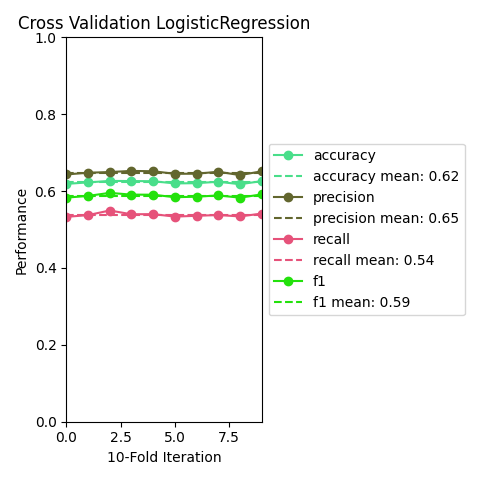 Cross Validation LogisticRegression
1.0
0.8
0.6
0.4
0.2
0.0
Performance
0.0 2.5 5.0 7.5
10-Fold Iteration
accuracy
accuracy mean: 0.62
precision
precision mean: 0.65
recall
recall mean: 0.54
f1
f1 mean: 0.59